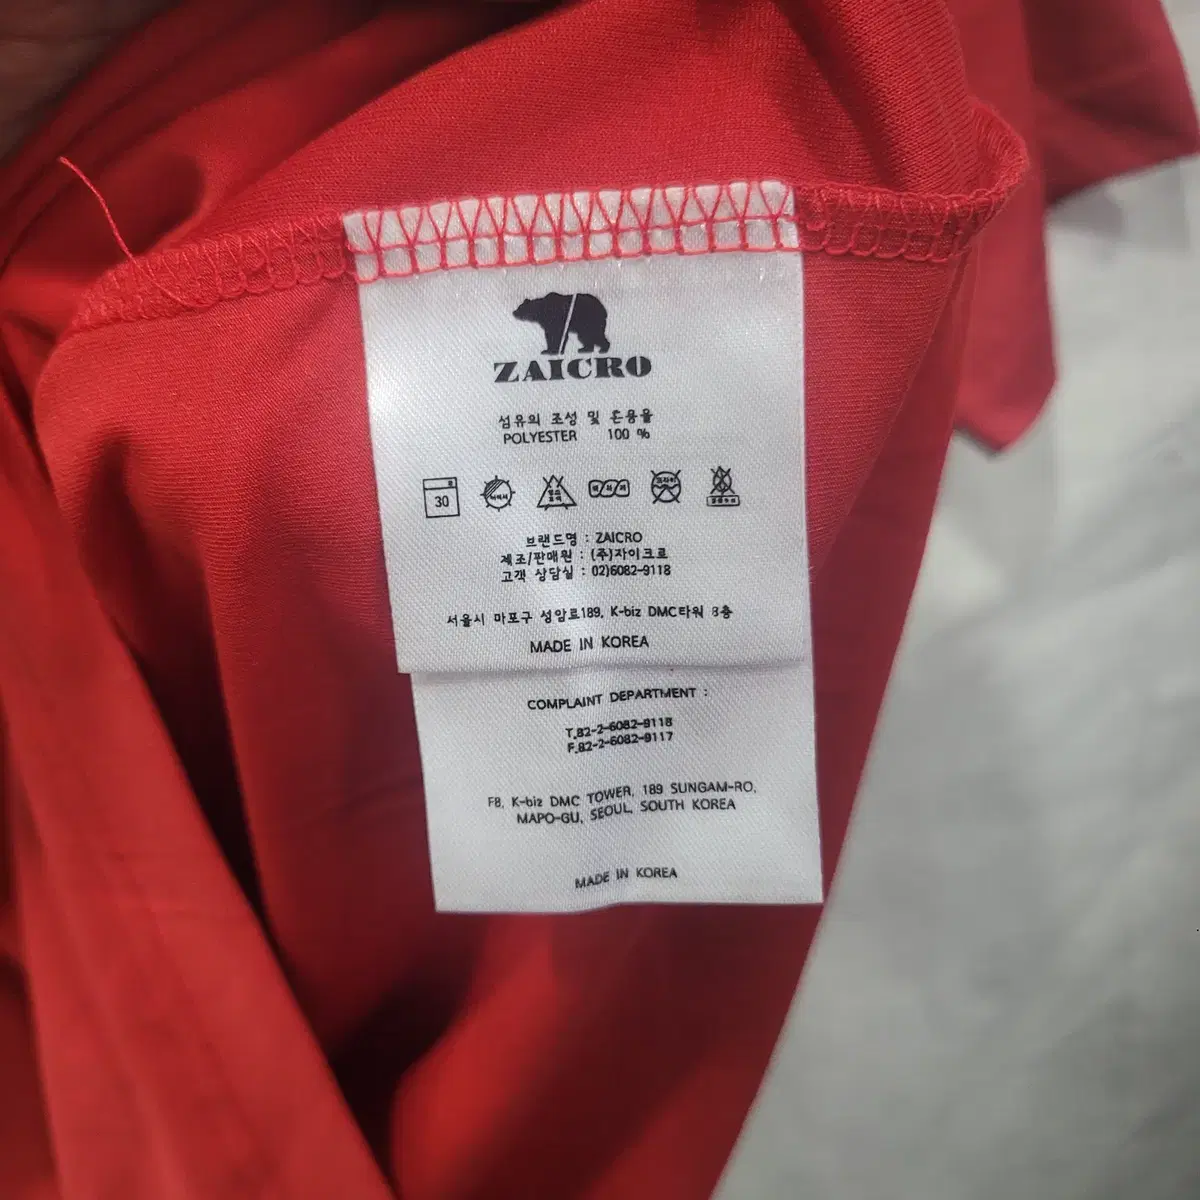 ZAICRO
섬유의 조성 및 혼용율
POLYESTER 100 %
30
브랜드명 : ZAICRO
제조/판매원 : (주)자이크로
고객 상담실 : 02)6082-9118
서울시 마포구 성암로189, K-biz DMC타워 8층
MADE IN KOREA
COMPLAINT DEPARTMENT :
T.82-2-6082-9118
F.82-2-6082-9117
F8, K-biz DMC TOWER, 189 SUNGAM-RO,
MAPO-GU, SEOUL, SOUTH KOREA
MADE IN KOREA